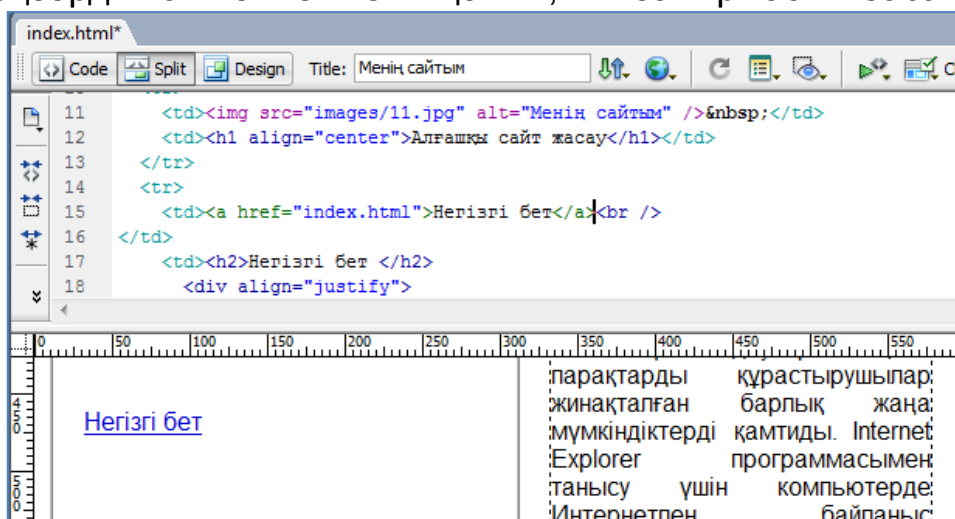 index.html*
Code Split Design Title: Менің сайтым
11 <td><img src="images/11.jpg" alt="Менің сайтым" />&nbsp;</td>
12 <td><h1 align="center">Алғашқы сайт жасау</h1></td>
13 </tr>
14 <tr>
15 <td><a href="index.html">Негізгі бет</a><br />
16 </td>
17 <td><h2>Негізгі бет </h2>
18 <div align="justify">
0 50 100 150 200 250 300 350 400 450 500 550
парақтарды құрастырушылар
жинақталған барлық жаңа
Негізгі бет
мүмкіндіктерді қамтиды. Internet
Explorer программасымен
танысу үшін компьютерде
Интернетпен байланыс
450
500